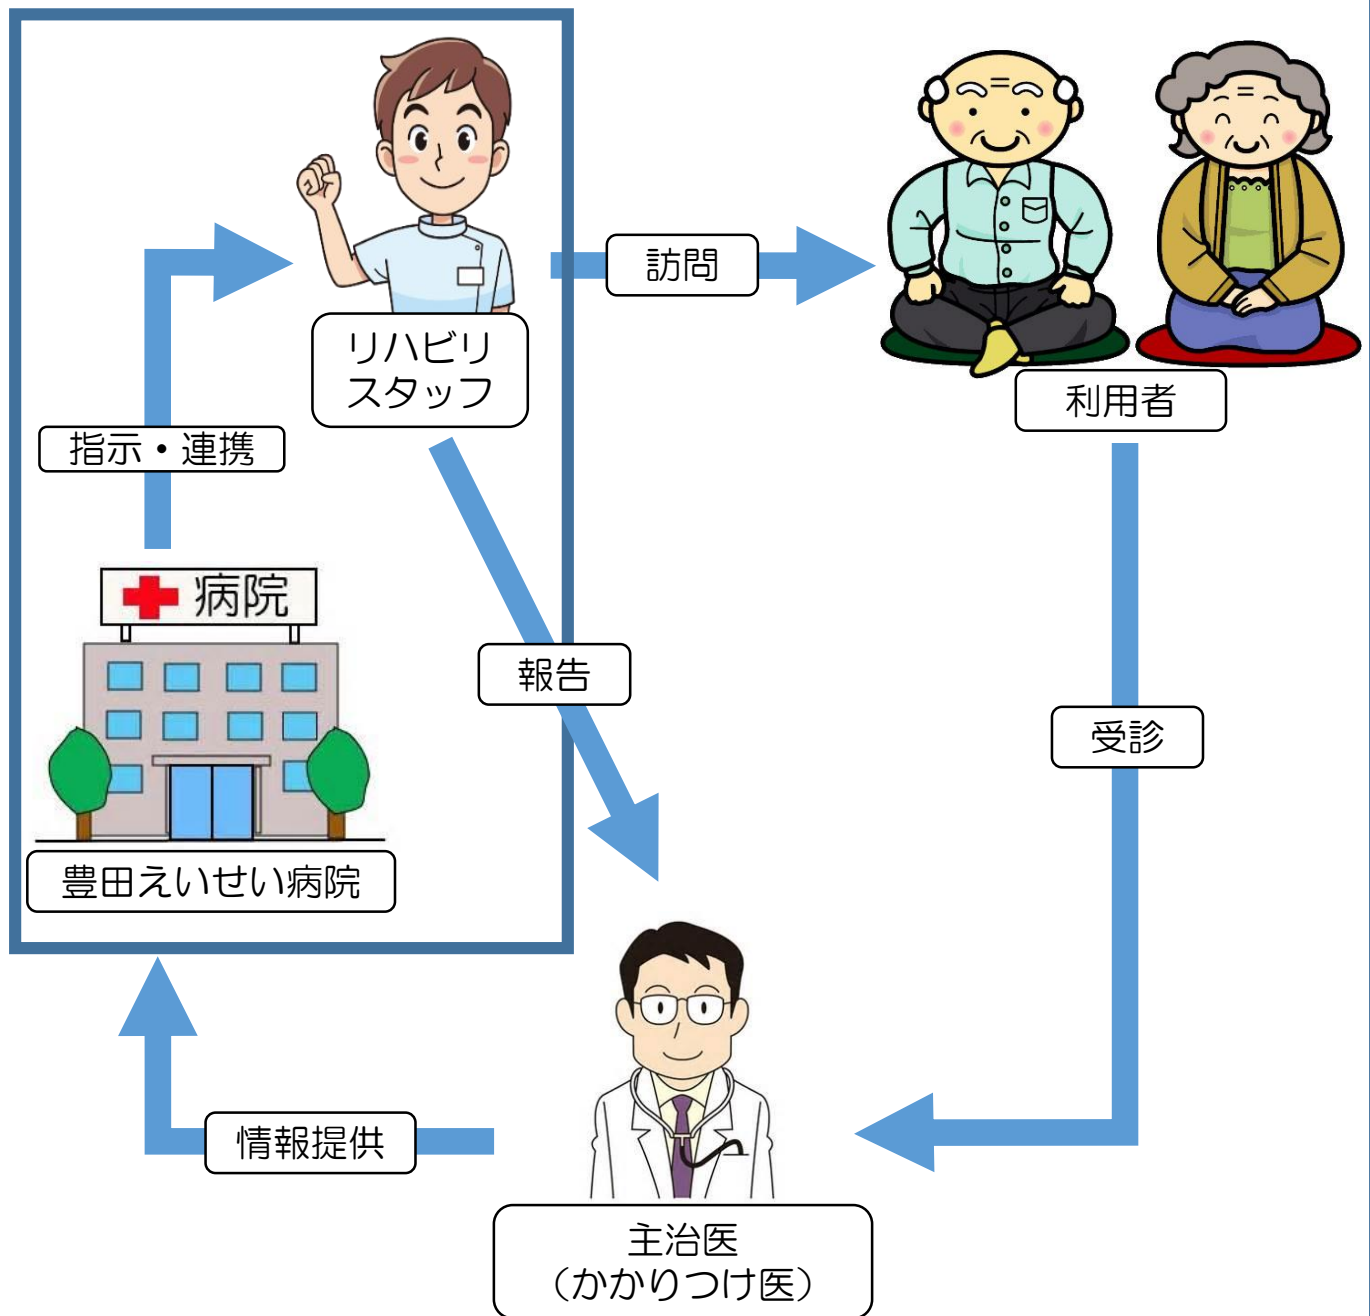 訪問
リハビリ
スタッフ
利用者
指示・連携
病院
報告
受診
豊田えいせい病院
情報提供
主治医
（かかりつけ医）